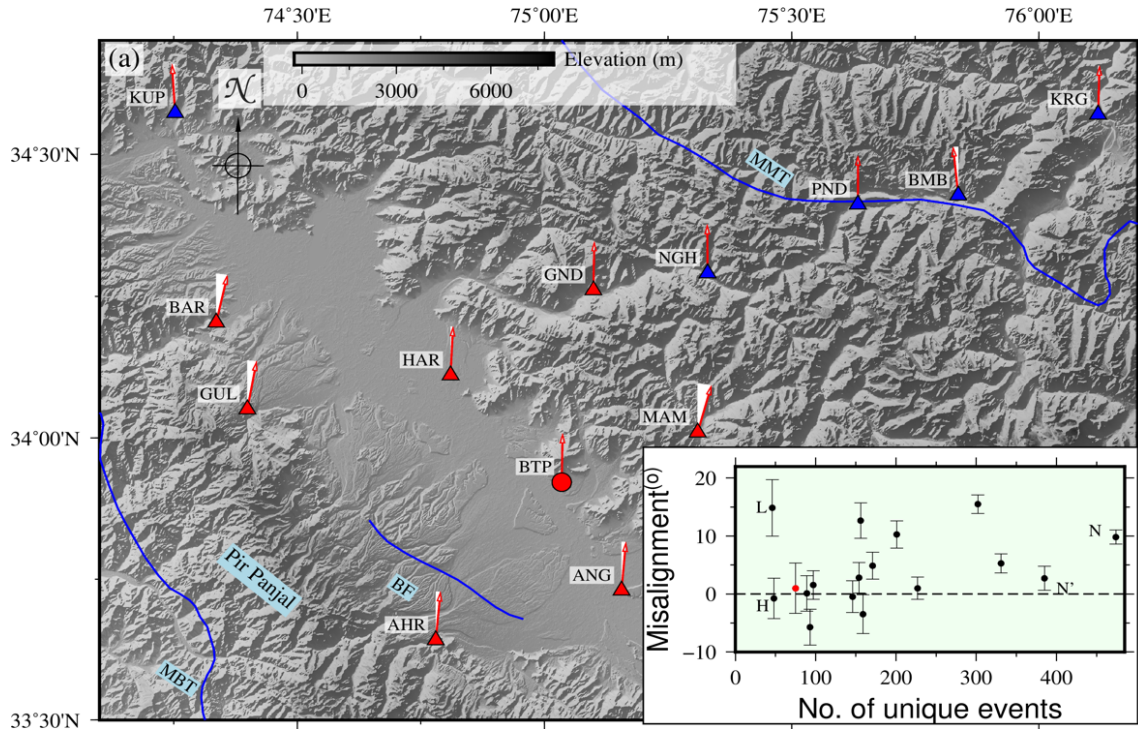 74°30'E
75°00'E
75°30'E
76°00'E
(a)
Elevation (m)
0 3000 6000
N
KUP
KRG
34°30'N
MMT
PND
BMB
GND
NGH
BAR
HAR
GUL
MAM
34°00'N
BTP
ANG
BF
Pir Panjal
AHR
MBT
33°30'N
Misalignment(o)
20
10
0
−10
L
H
N
N'
0 100 200 300 400
No. of unique events